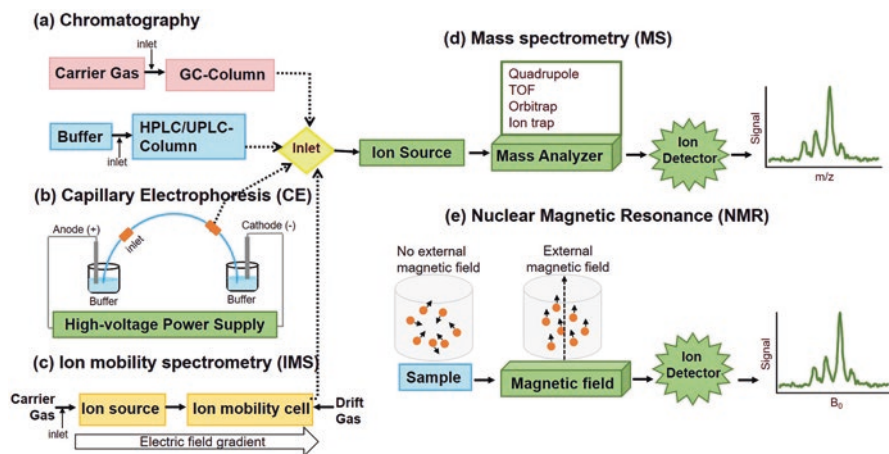 (a) Chromatography
inlet
Carrier Gas
GC-Column
Buffer
HPLC/UPLC-
Column
inlet
Inlet
(b) Capillary Electrophoresis (CE)
Anode (+)
inlet
Cathode (-)
Buffer
Buffer
High-voltage Power Supply
(c) Ion mobility spectrometry (IMS)
Carrier
Gas
inlet
Ion source
Ion mobility cell
Drift
Gas
Electric field gradient
(d) Mass spectrometry (MS)
Quadrupole
TOF
Orbitrap
Ion trap
Ion Source
Mass Analyzer
Ion
Detector
Signal
m/z
(e) Nuclear Magnetic Resonance (NMR)
No external
magnetic field
External
magnetic field
Sample
Magnetic field
Ion
Detector
Signal
B₀